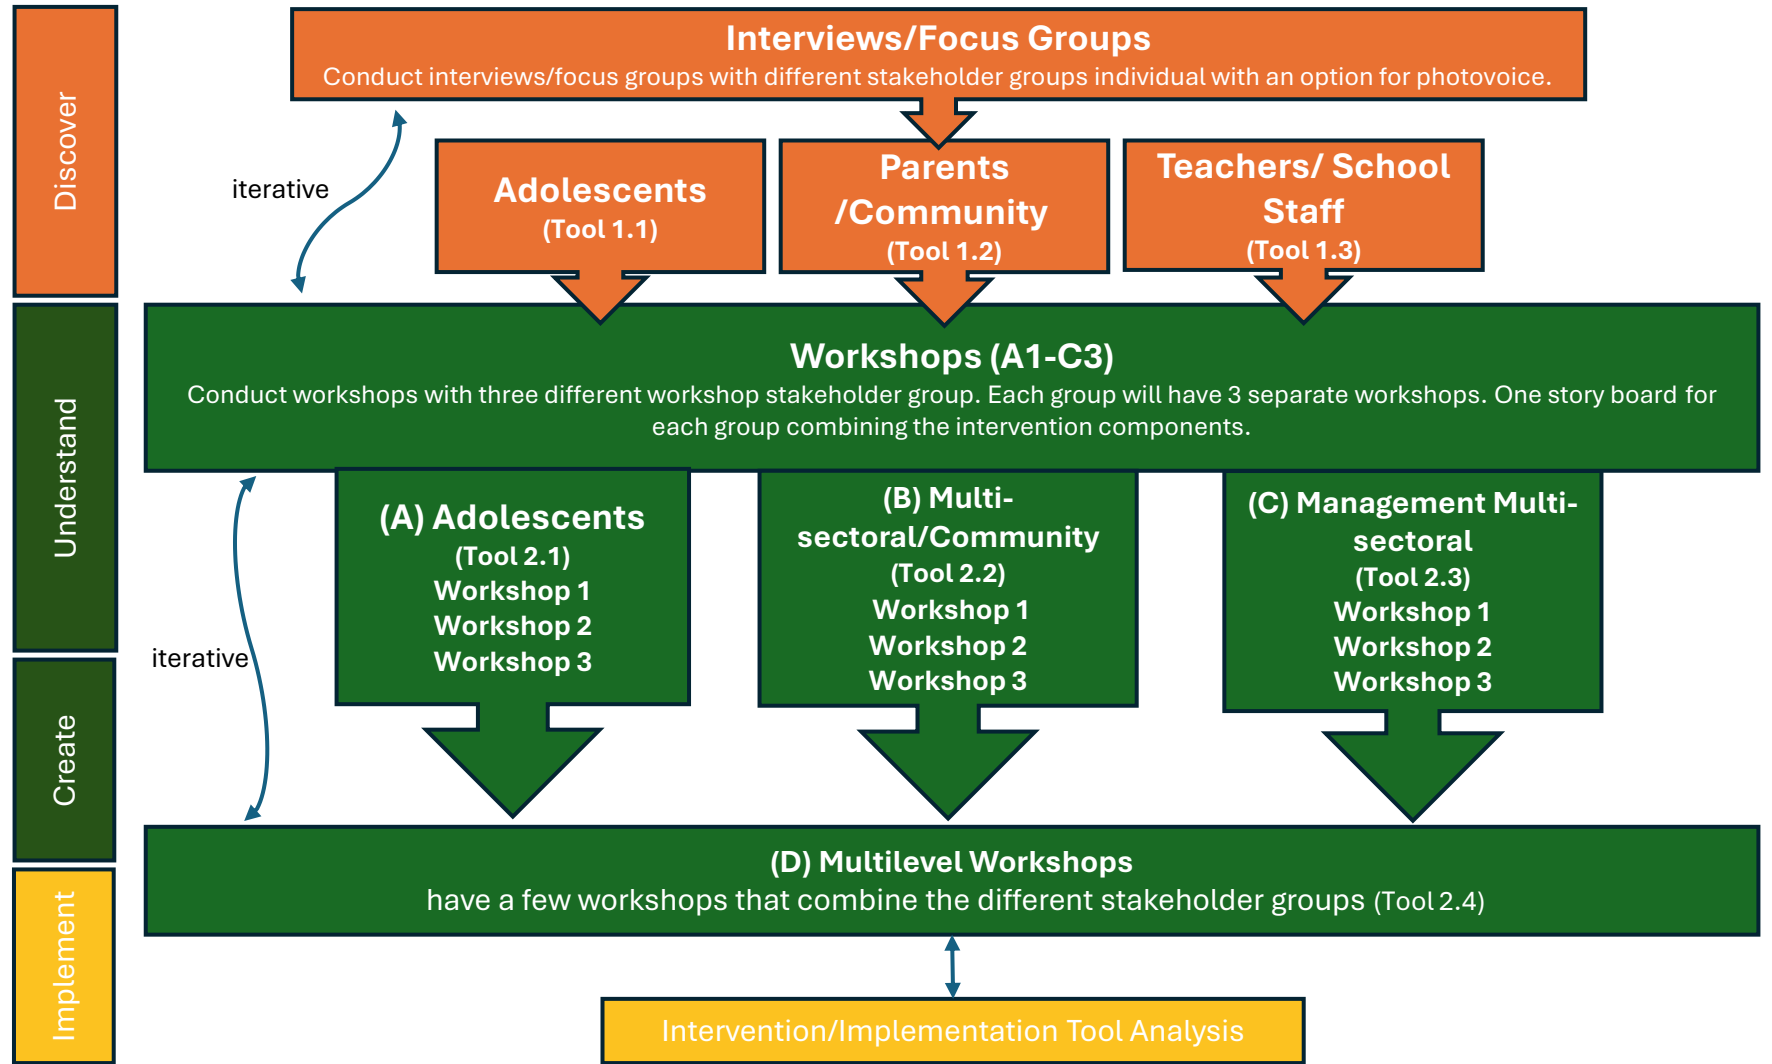 Discover
Interviews/Focus Groups
Conduct interviews/focus groups with different stakeholder groups individual with an option for photovoice.
iterative
Adolescents
(Tool 1.1)
Parents
/Community
(Tool 1.2)
Teachers/ School
Staff
(Tool 1.3)
Understand
Workshops (A1-C3)
Conduct workshops with three different workshop stakeholder group. Each group will have 3 separate workshops. One story board for
each group combining the intervention components.
iterative
(A) Adolescents
(Tool 2.1)
Workshop 1
Workshop 2
Workshop 3
(B) Multi-
sectoral/Community
(Tool 2.2)
Workshop 1
Workshop 2
Workshop 3
(C) Management Multi-
sectoral
(Tool 2.3)
Workshop 1
Workshop 2
Workshop 3
Create
(D) Multilevel Workshops
have a few workshops that combine the different stakeholder groups (Tool 2.4)
Implement
Intervention/Implementation Tool Analysis